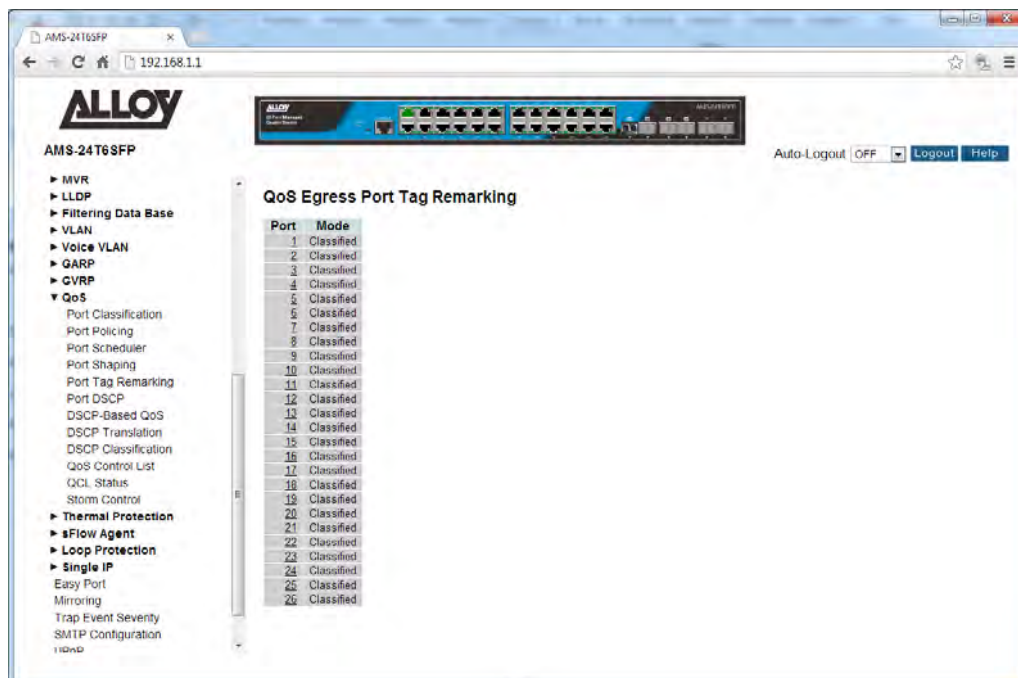 AMS-24T6SFP
192.168.1.1
ALLOY
ALLOY
AMS-24T6SFP
Auto-Logout OFF Logout Help
► MVR
► LLDP
► Filtering Data Base
► VLAN
► Voice VLAN
► GARP
► GVRP
▼ QoS
Port Classification
Port Policing
Port Scheduler
Port Shaping
Port Tag Remarking
Port DSCP
DSCP-Based QoS
DSCP Translation
DSCP Classification
QoS Control List
QCL Status
Storm Control
► Thermal Protection
► sFlow Agent
► Loop Protection
► Single IP
Easy Port
Mirroring
Trap Event Severity
SMTP Configuration
UPnP
QoS Egress Port Tag Remarking
Port Mode
1 Classified
2 Classified
3 Classified
4 Classified
5 Classified
6 Classified
7 Classified
8 Classified
9 Classified
10 Classified
11 Classified
12 Classified
13 Classified
14 Classified
15 Classified
16 Classified
17 Classified
18 Classified
19 Classified
20 Classified
21 Classified
22 Classified
23 Classified
24 Classified
25 Classified
26 Classified